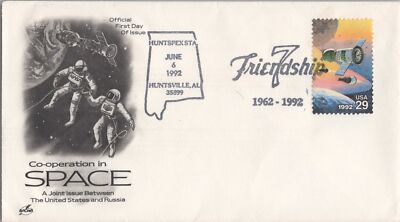 Official
First Day
Of Issue
Co-operation in
SPACE
A Joint Issue Between
The United States and Russia
HUNTSPEX STA.
JUNE
6
1992
HUNTSVILLE, AL
35899
Friendship 7
1962 - 1992
USA
1992 29